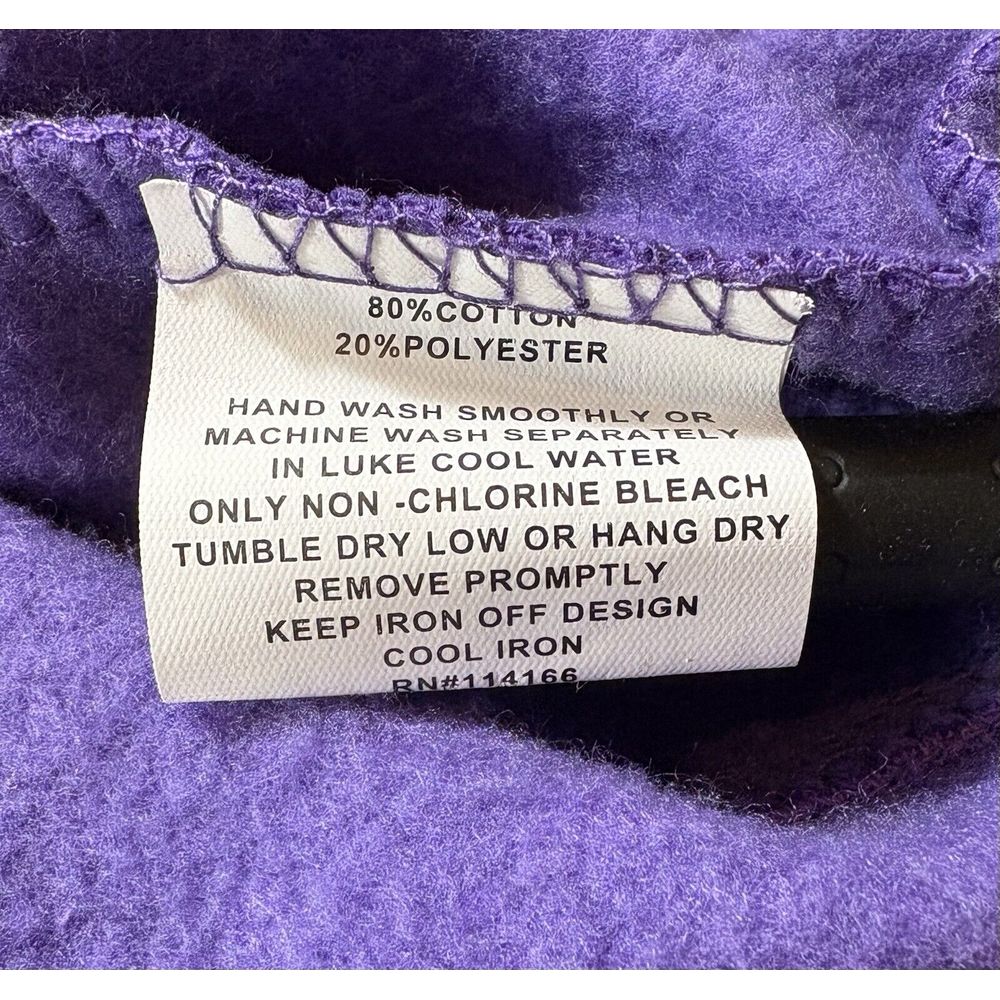 80%COTTON
20%POLYESTER
HAND WASH SMOOTHLY OR
MACHINE WASH SEPARATELY
IN LUKE COOL WATER
ONLY NON -CHLORINE BLEACH
TUMBLE DRY LOW OR HANG DRY
REMOVE PROMPTLY
KEEP IRON OFF DESIGN
COOL IRON
RN#114166